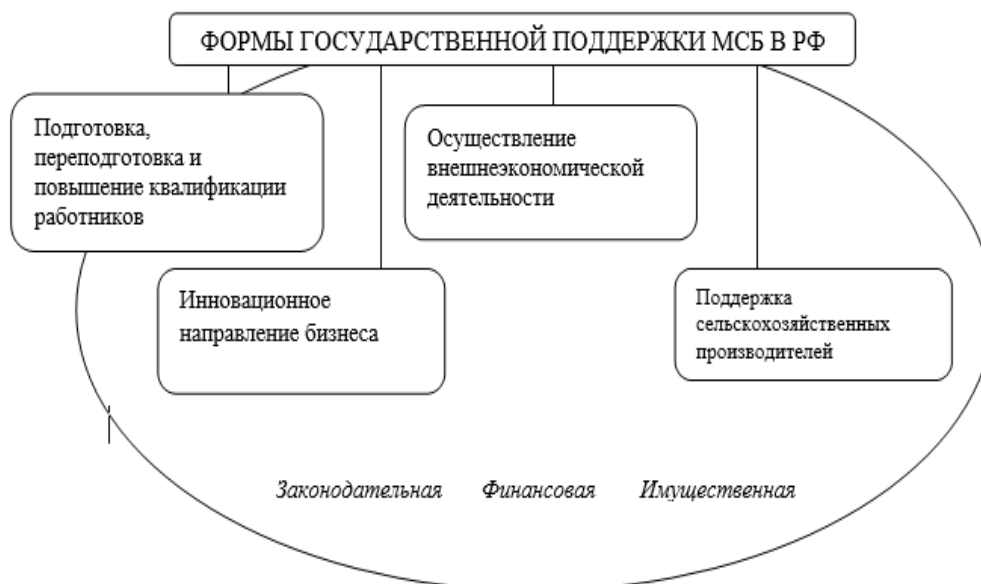 ФОРМЫ ГОСУДАРСТВЕННОЙ ПОДДЕРЖКИ МСБ В РФ
Подготовка,
переподготовка и
повышение квалификации
работников
Осуществление
внешнеэкономической
деятельности
Инновационное
направление бизнеса
Поддержка
сельскохозяйственных
производителей
Законодательная Финансовая Имущественная